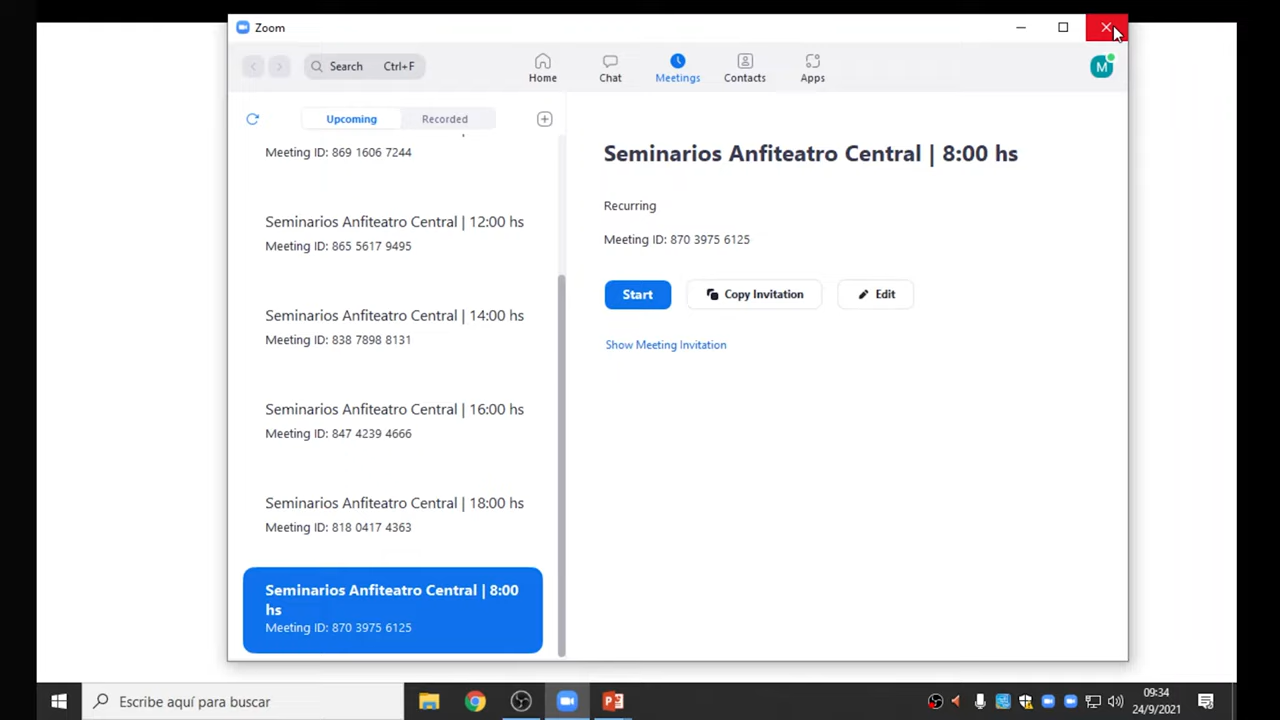 Zoom
Search Ctrl+F
Home
Chat
Meetings
Contacts
Apps
M
Upcoming
Recorded
Meeting ID: 869 1606 7244
Seminarios Anfiteatro Central | 12:00 hs
Meeting ID: 865 5617 9495
Seminarios Anfiteatro Central | 14:00 hs
Meeting ID: 838 7898 8131
Seminarios Anfiteatro Central | 16:00 hs
Meeting ID: 847 4239 4666
Seminarios Anfiteatro Central | 18:00 hs
Meeting ID: 818 0417 4363
Seminarios Anfiteatro Central | 8:00
hs
Meeting ID: 870 3975 6125
Seminarios Anfiteatro Central | 8:00 hs
Recurring
Meeting ID: 870 3975 6125
Start
Copy Invitation
Edit
Show Meeting Invitation
Escribe aquí para buscar
09:34
24/9/2021